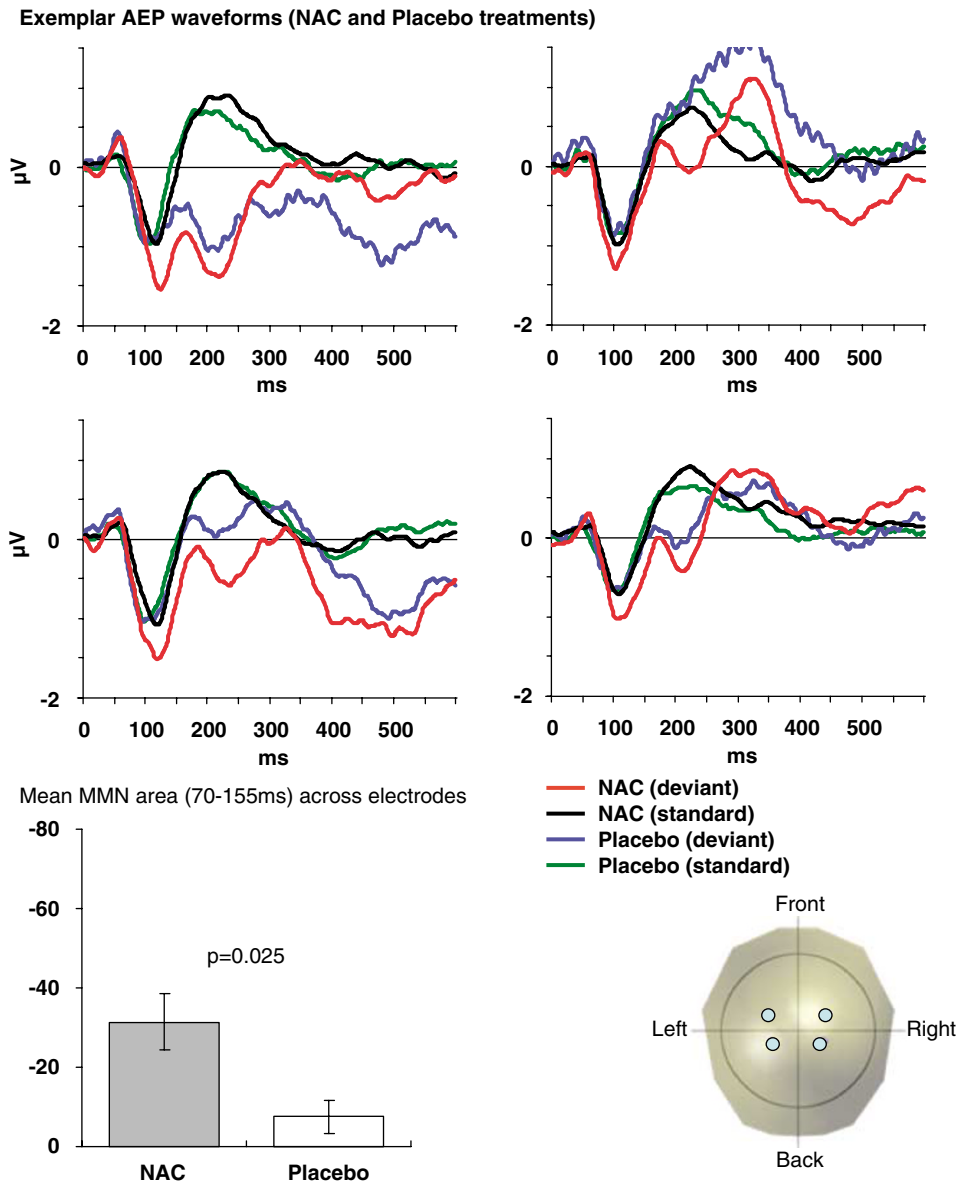 Exemplar AEP waveforms (NAC and Placebo treatments)
µV
0
-2
0 100 200 300 400 500
ms
0
-2
0 100 200 300 400 500
ms
µV
0
-2
0 100 200 300 400 500
ms
0
-2
0 100 200 300 400 500
ms
Mean MMN area (70-155ms) across electrodes
-80
-60
-40
-20
0
p=0.025
NAC Placebo
NAC (deviant)
NAC (standard)
Placebo (deviant)
Placebo (standard)
Front
Left Right
Back